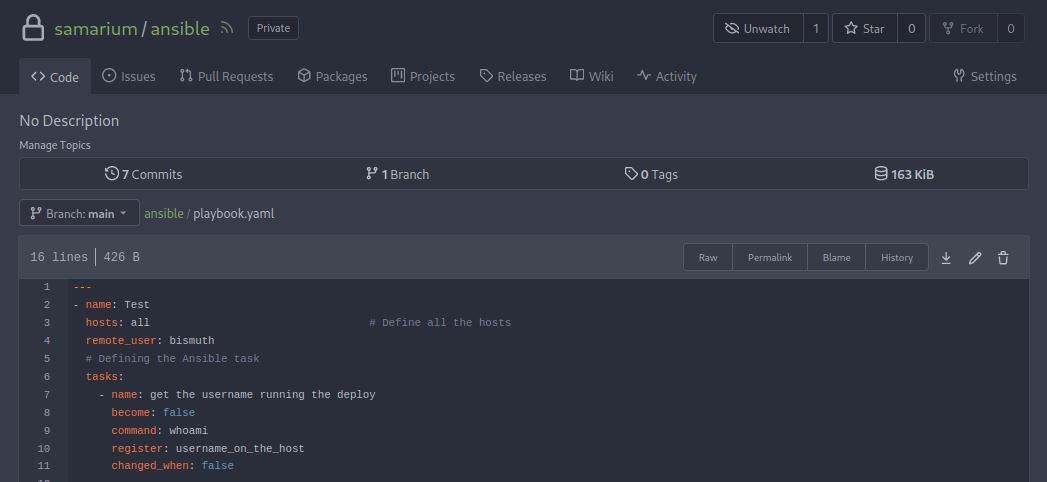 samarium / ansible Private Unwatch 1 Star 0 Fork 0
Code Issues Pull Requests Packages Projects Releases Wiki Activity Settings
No Description
Manage Topics
7 Commits 1 Branch 0 Tags 163 KiB
Branch: main ansible / playbook.yaml
16 lines 426 B Raw Permalink Blame History
1 ---
2 - name: Test
3   hosts: all                                  # Define all the hosts
4   remote_user: bismuth
5   # Defining the Ansible task
6   tasks:
7     - name: get the username running the deploy
8       become: false
9       command: whoami
10       register: username_on_the_host
11       changed_when: false